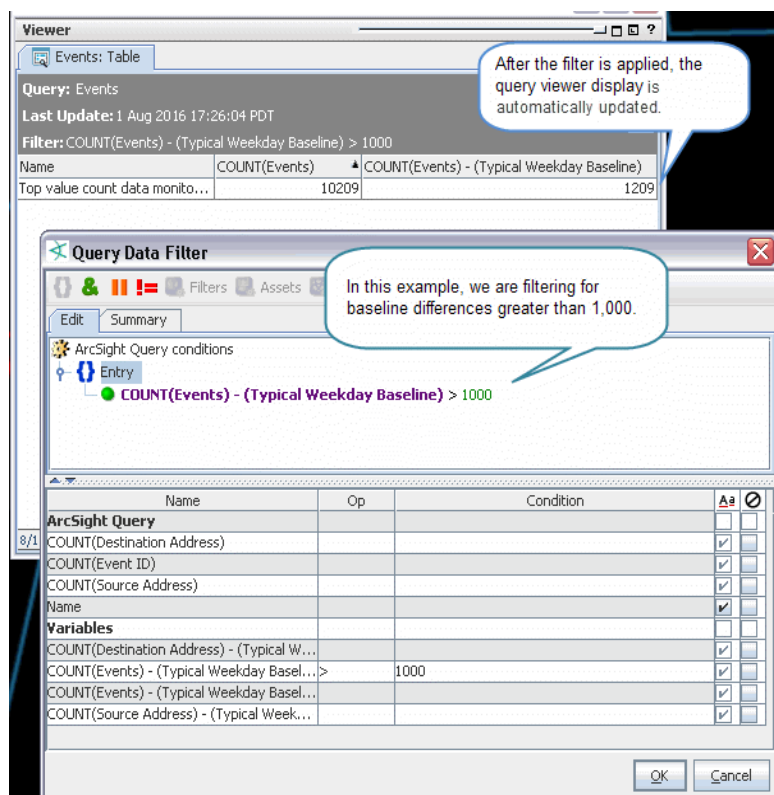 Viewer
?
Events: Table
After the filter is applied, the
query viewer display is
automatically updated.
Query: Events
Last Update: 1 Aug 2016 17:26:04 PDT
Filter: COUNT(Events) - (Typical Weekday Baseline) > 1000
Name COUNT(Events) COUNT(Events) - (Typical Weekday Baseline)
Top value count data monito... 10209 1209
Query Data Filter
{} & || != Filters Assets
In this example, we are filtering for
baseline differences greater than 1,000.
Edit Summary
ArcSight Query conditions
{} Entry
COUNT(Events) - (Typical Weekday Baseline) > 1000
Name Op Condition Aa
ArcSight Query
8/1
COUNT(Destination Address)
COUNT(Event ID)
COUNT(Source Address)
Name
Variables
COUNT(Destination Address) - (Typical W...
COUNT(Events) - (Typical Weekday Basel... > 1000
COUNT(Events) - (Typical Weekday Basel...
COUNT(Source Address) - (Typical Week...
OK Cancel